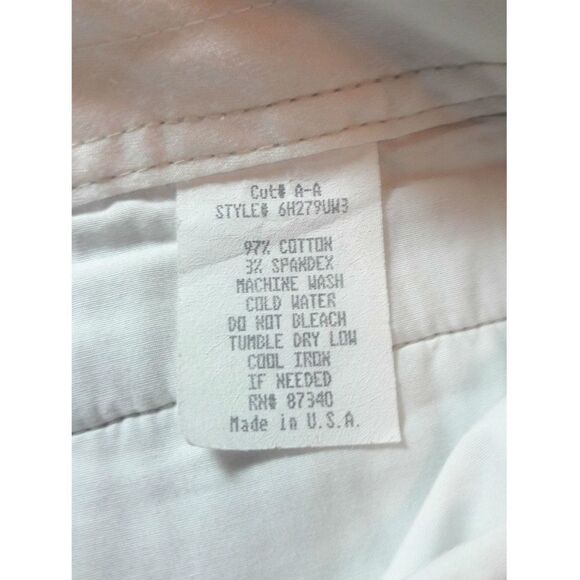 Cut# A-A
STYLE# 6H279UW3
97% COTTON
3% SPANDEX
MACHINE WASH
COLD WATER
DO NOT BLEACH
TUMBLE DRY LOW
COOL IRON
IF NEEDED
RN# 87340
Made in U.S.A.